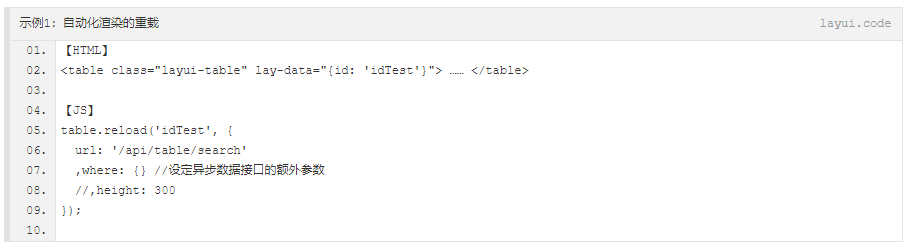 示例1: 自动化渲染的重载 layui.code
01. 【HTML】
02. <table class="layui-table" lay-data="{id: 'idTest'}"> …… </table>
03.
04. 【JS】
05. table.reload('idTest', {
06.   url: '/api/table/search'
07.   ,where: {} //设定异步数据接口的额外参数
08.   //,height: 300
09. });
10.